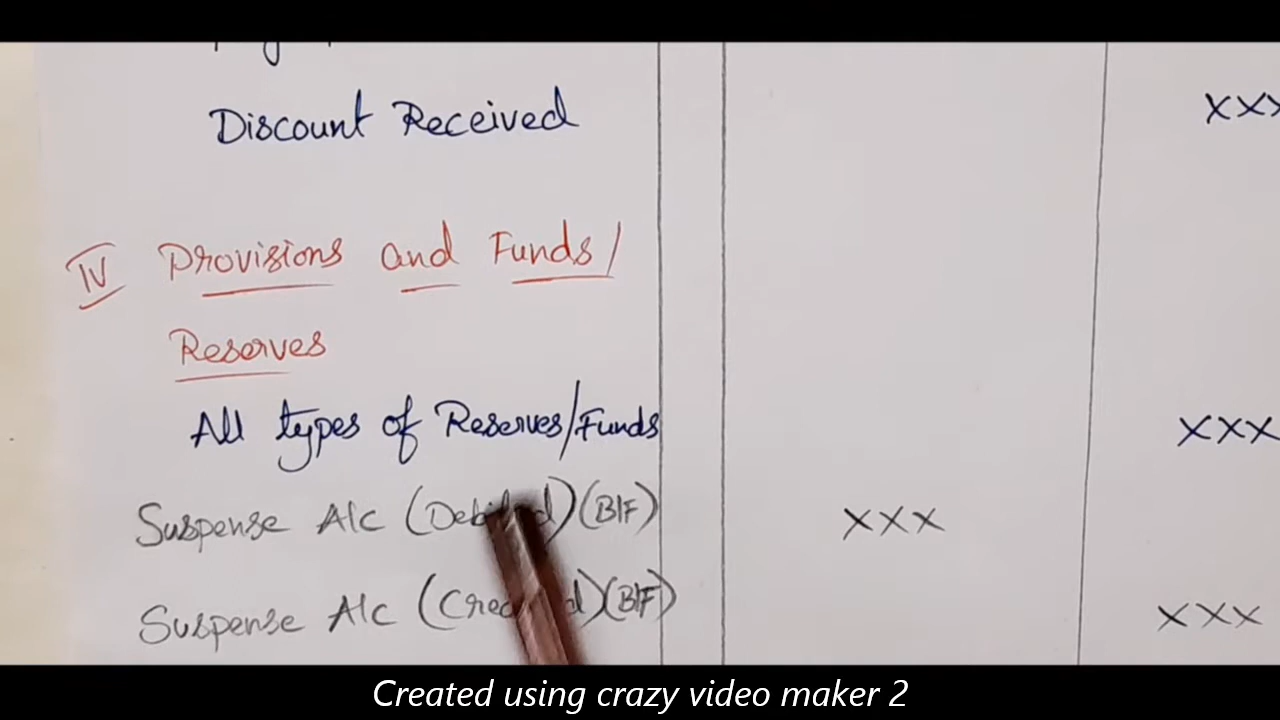 Discount Received XXX
IV Provisions and Funds/
Reserves
All types of Reserves/Funds XXX
Suspense A/c (Debited)(B/F) XXX
Suspense A/c (Credited)(B/F) XXX
Created using crazy video maker 2